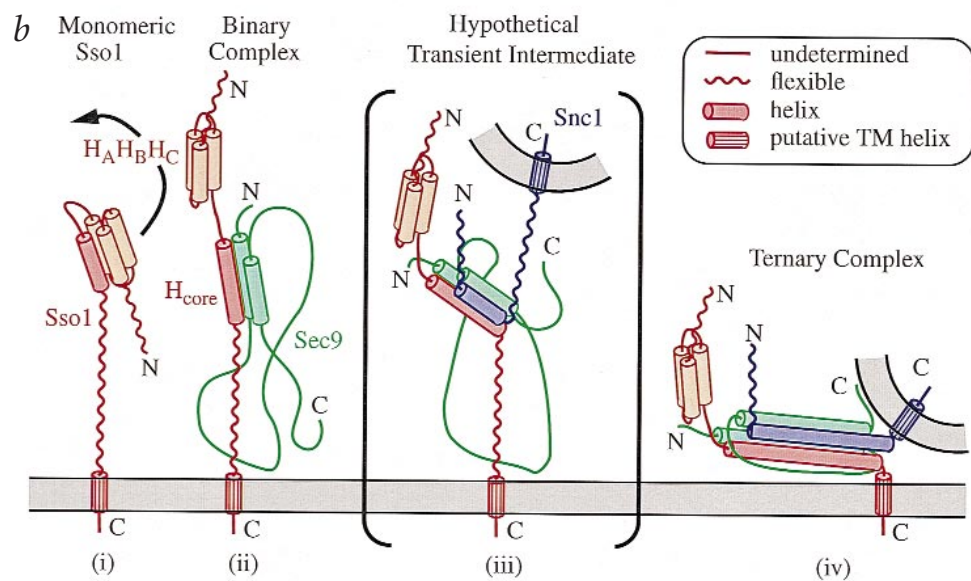 b
Monomeric
Sso1
Binary
Complex
Hypothetical
Transient Intermediate
undetermined
flexible
helix
putative TM helix
N
HAHBHC
N
Sso1
N
Hcore
Sec9
C
N
C
Snc1
N
C
N
Ternary Complex
N
N
C
C
N
C
C
C
C
(i)
(ii)
(iii)
(iv)